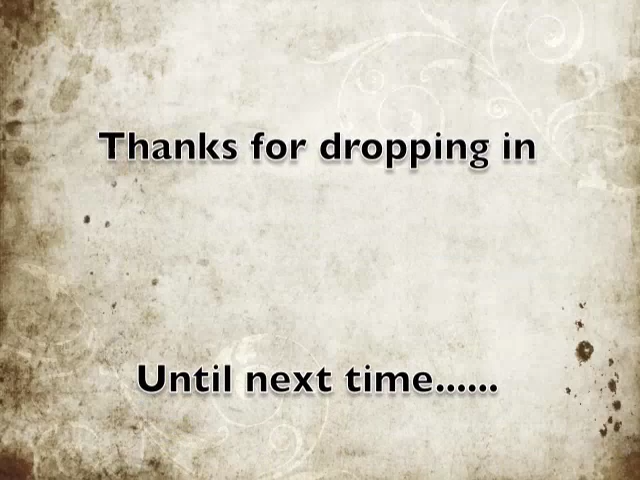 Thanks for dropping in
Until next time......